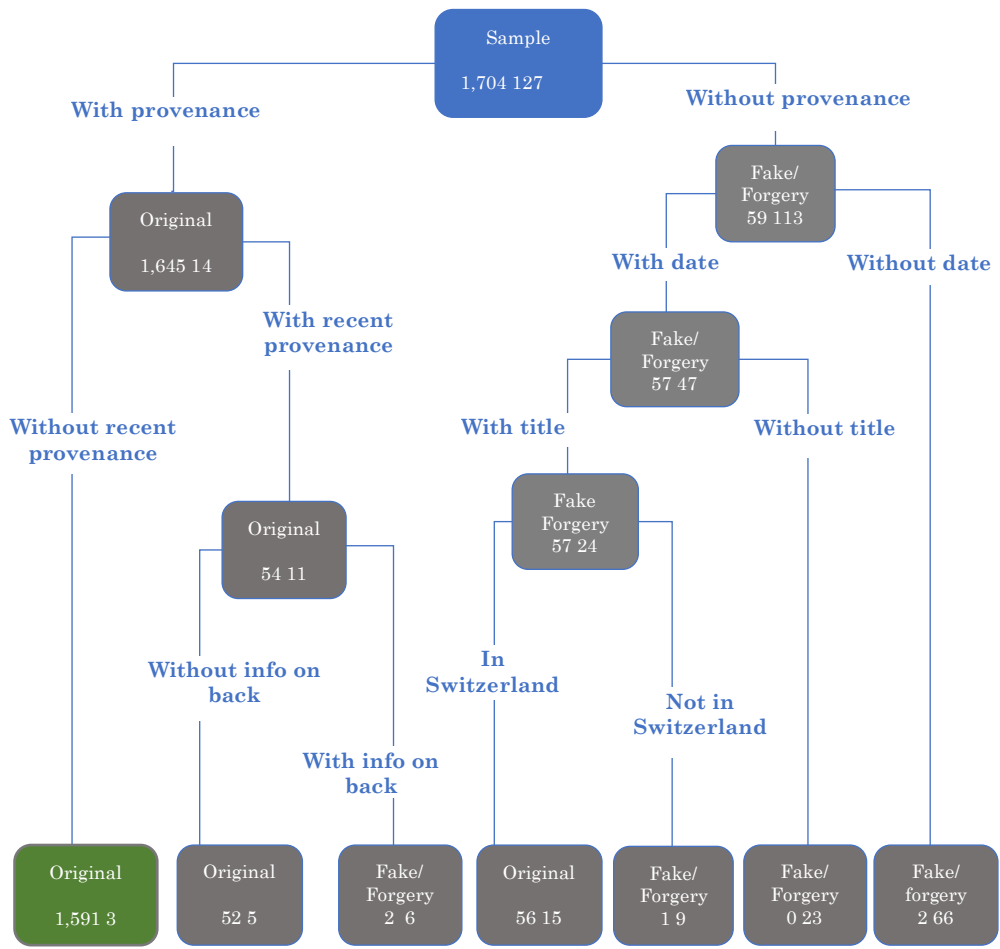 Sample
1,704 127
With provenance
Without provenance
Fake/
Forgery
59 113
Original
1,645 14
With date
Without date
With recent
provenance
Fake/
Forgery
57 47
Without recent
provenance
With title
Without title
Fake
Forgery
57 24
Original
54 11
Without info on
back
In
Switzerland
Not in
Switzerland
With info on
back
Original
1,591 3
Original
52 5
Fake/
Forgery
2 6
Original
56 15
Fake/
Forgery
1 9
Fake/
Forgery
0 23
Fake/
forgery
2 66